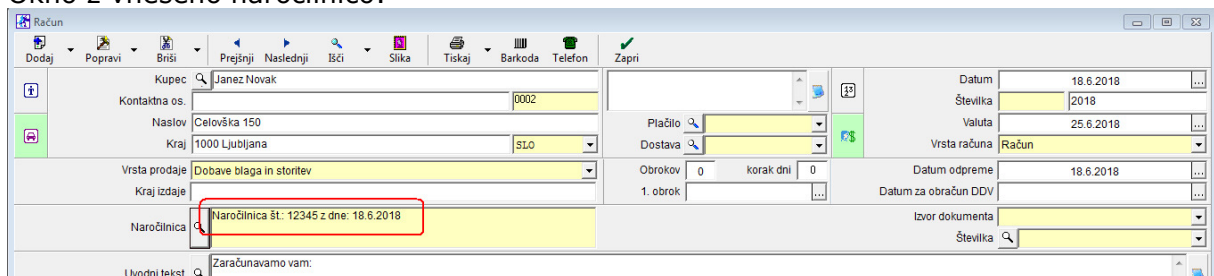 Okno z vneseno naročilnico:
Račun
Dodaj Popravi Briši Prejšnji Naslednji Išči Slika Tiskaj Barkoda Telefon Zapri
Kupec Janez Novak Datum 18.6.2018 ...
Kontaktna os. 0002 Številka 2018
Naslov Celovška 150 Plačilo Valuta 25.6.2018 ...
Kraj 1000 Ljubljana SLO Dostava Vrsta računa Račun
Vrsta prodaje Dobave blaga in storitev Obrokov 0 korak dni 0 Datum odpreme 18.6.2018 ...
Kraj izdaje 1. obrok ... Datum za obračun DDV ...
Naročilnica Naročilnica št.: 12345 z dne: 18.6.2018 Izvor dokumenta
Številka
Uvodni tekst Zaračunavamo vam: